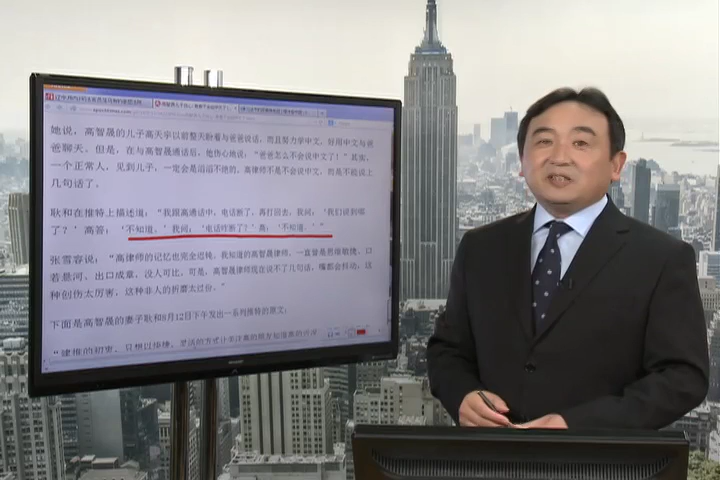 她说，高智晟的儿子高天宇以前整天盼着与爸爸说话，而且努力学中文，好用中文与爸
爸聊天。但是，在与高智晟通话后，他伤心地说：“爸爸怎么不会说中文了！”其实，
一个正常人，见到儿子，一定会是滔滔不绝的。高律师不是不会说中文，而是不能说上
几句话了。
耿和在推特上描述道：“我跟高通话中，电话断了，再打回去。我问：‘我们谈到哪
了？’高答：‘不知道。’我问：‘电话咋断了？’高：‘不知道。’”
张雪容说：“高律师的记忆也完全迟钝。我知道的高智晟律师，一直曾是思维敏捷，口
若悬河，出口成章，没人可比。可是，高智晟律师现在说不了几句话，嘴都会抖动，这
种创伤太厉害，这种非人的折磨太过份。”
下面是高智晟的妻子耿和8月12日下午发出一系列推特的原文：